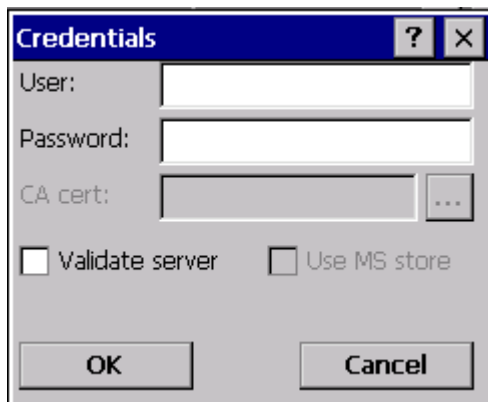 Credentials ? ×
User:
Password:
CA cert: ...
Validate server Use MS store
OK Cancel